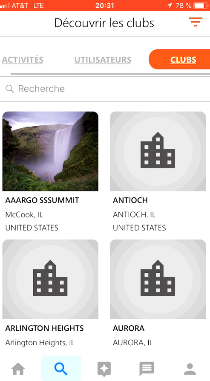 AT&T LTE 20:31 78 %
Découvrir les clubs
ACTIVITÉS UTILISATEURS CLUBS
Recherche
AAARGO SSSUMMIT
McCook, IL
UNITED STATES
ANTIOCH
ANTIOCH, IL
UNITED STATES
ARLINGTON HEIGHTS
Arlington Heights, IL
AURORA
AURORA, IL